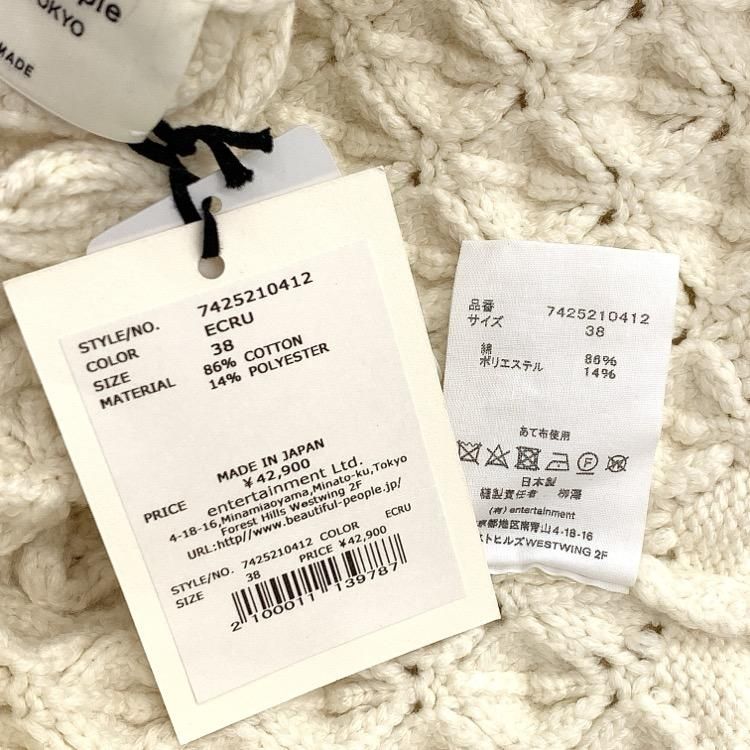 ple
OKYO
MADE
STYLE/NO. 7425210412
COLOR ECRU
SIZE 38
MATERIAL 86% COTTON
14% POLYESTER
MADE IN JAPAN
PRICE ¥42,900
entertainment Ltd.
4-18-16,Minamiaoyama,Minato-ku,Tokyo
Forest Hills Westwing 2F
URL:http//www.beautiful-people.jp/
STYLE/NO. 7425210412 COLOR ECRU
SIZE 38 PRICE ¥42,900
2 100011 139787
品番 7425210412
サイズ 38
綿 86%
ポリエステル 14%
あて布使用
日本製
縫製責任者 柳澤
(有) entertainment
京都港区南青山4-18-16
ストヒルズWESTWING 2F